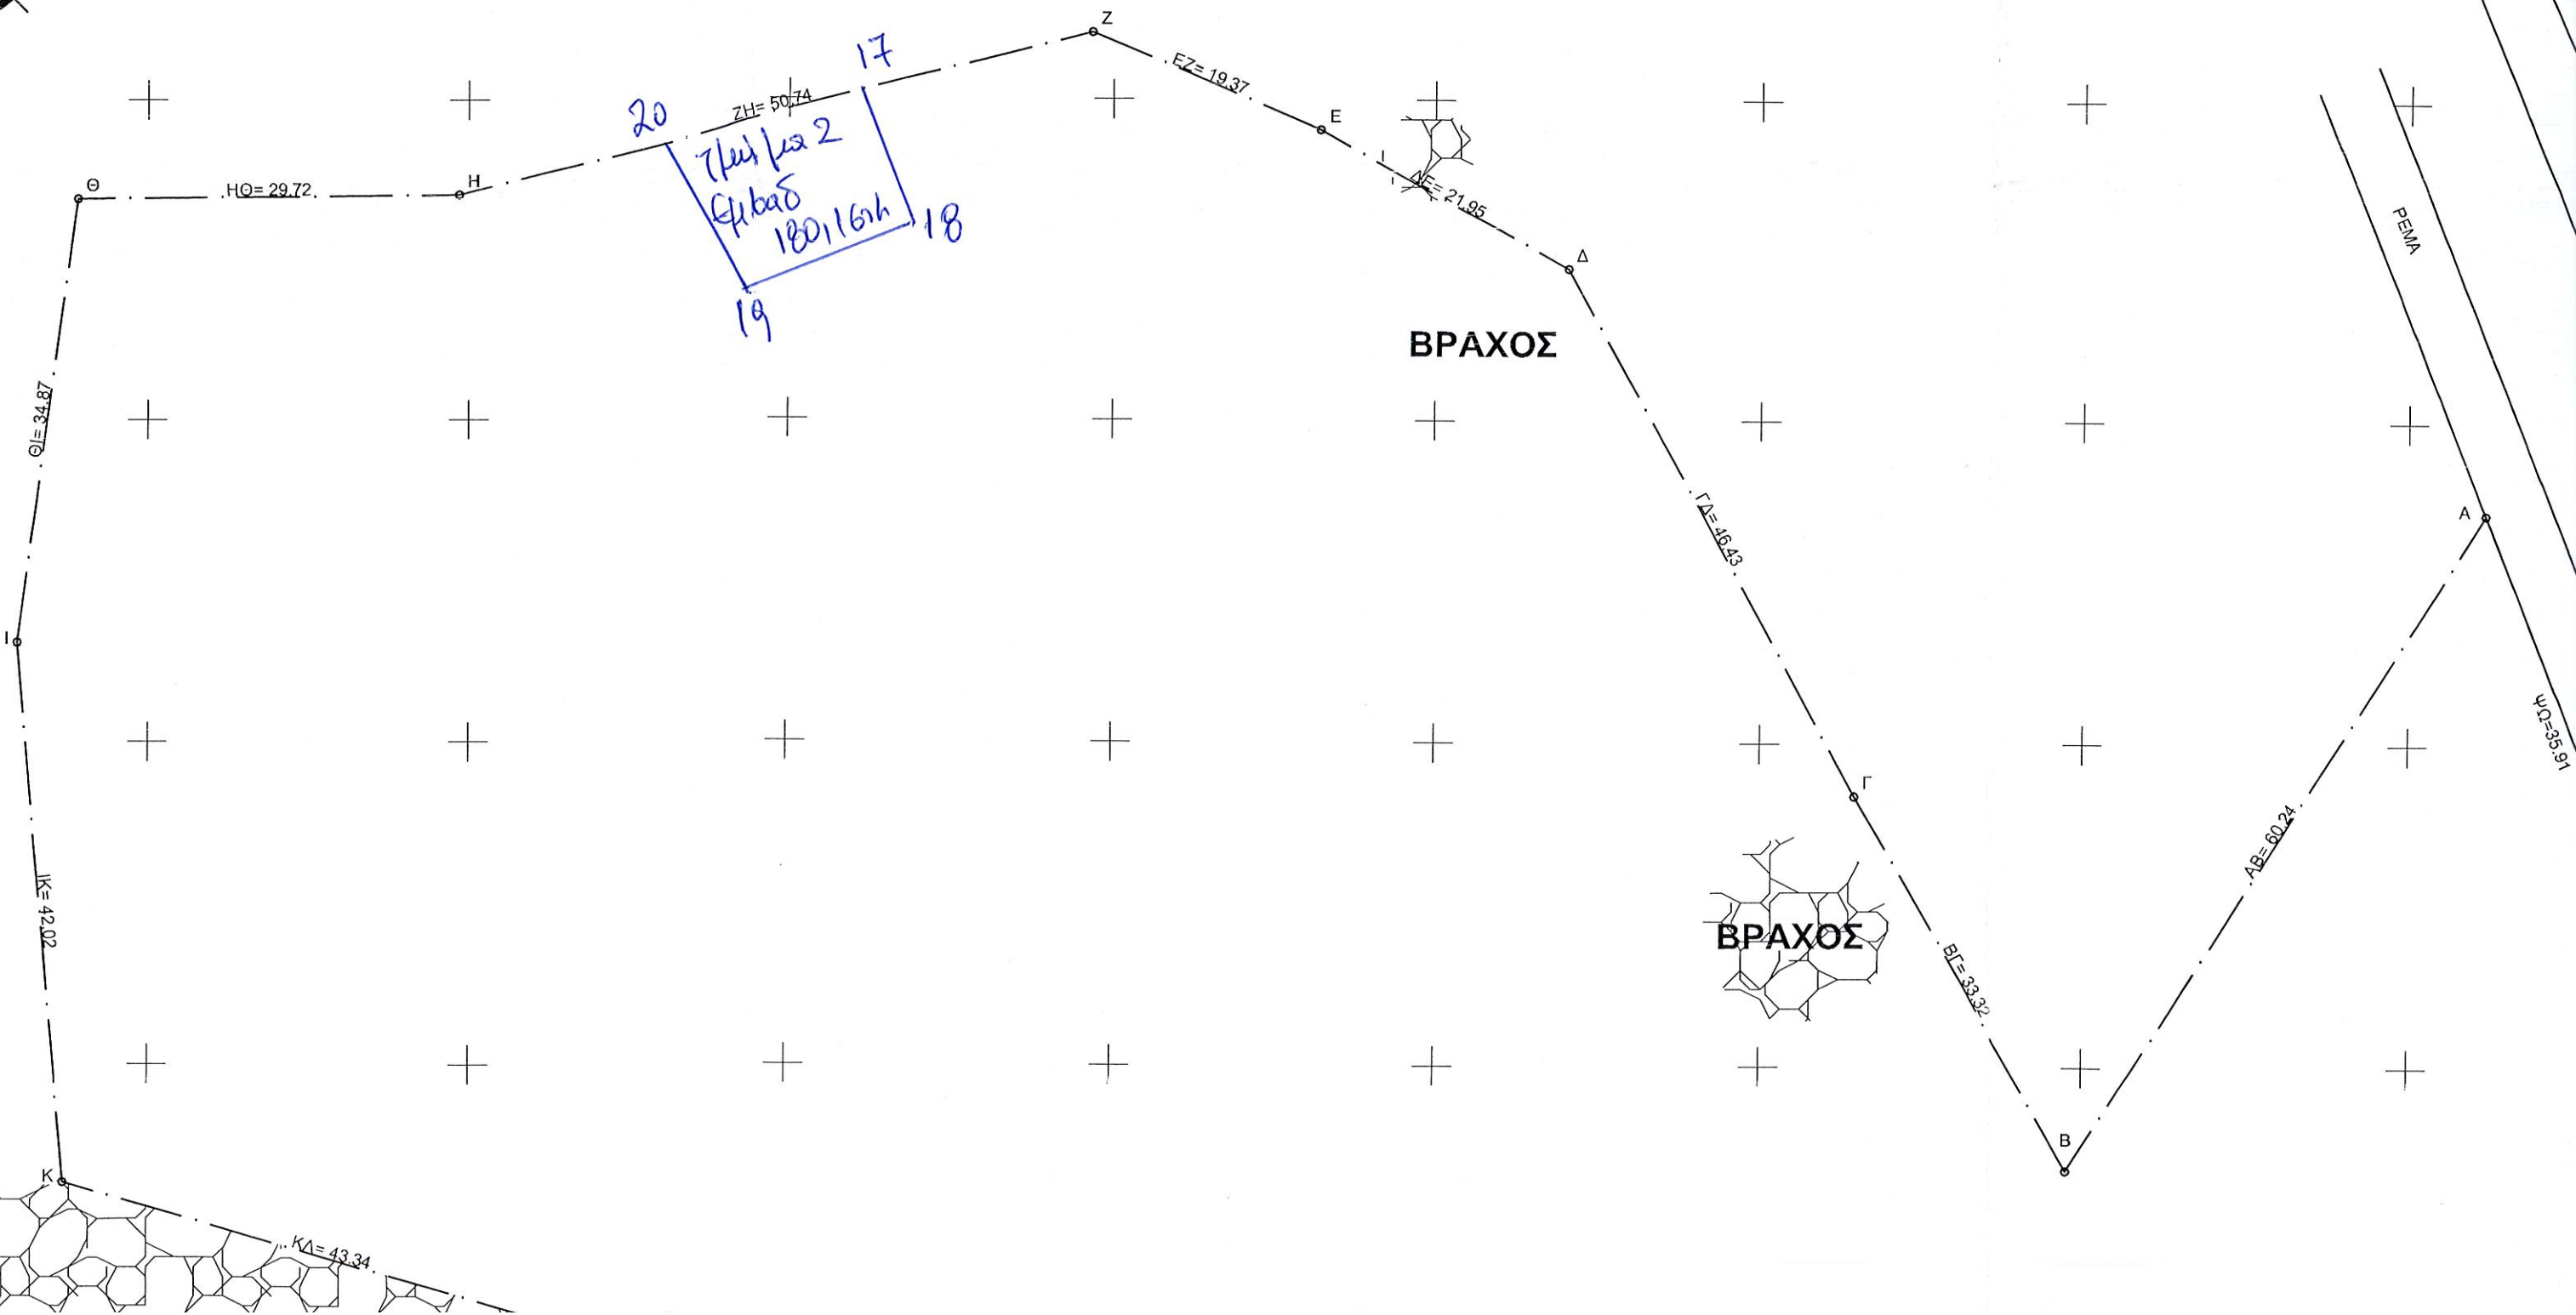 Ζ
17
ΕΖ= 19.37
20
ΖΗ= 50.74
Ε
τμήμα 2
Εμβαδ
180,16πμ
18
19
Θ
ΗΘ= 29.72
Η
ΔΕ= 21.95
Δ
ΡΕΜΑ
ΒΡΑΧΟΣ
ΘΙ= 34.87
ΓΔ= 46.43
Α
Ι
ΨΩ=35.91
Γ
ΑΒ= 60.24
ΙΚ= 42.02
ΒΡΑΧΟΣ
ΒΓ= 33.32
Β
Κ
ΚΛ= 43.34